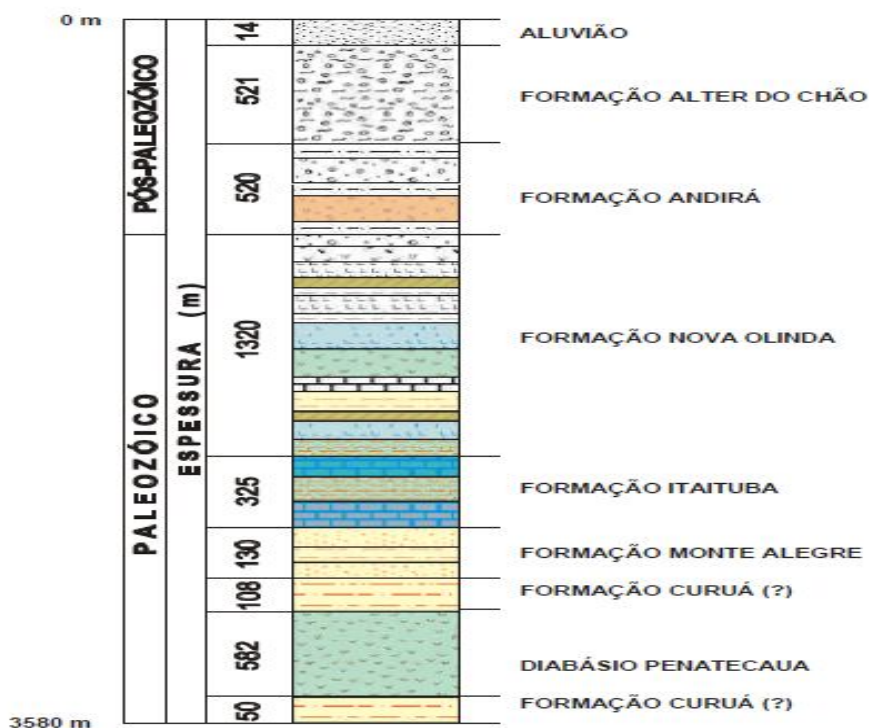 0 m
PÓS-PALEOZÓICO
PALEOZÓICO
ESPESSURA (m)
14
ALUVIÃO
521
FORMAÇÃO ALTER DO CHÃO
520
FORMAÇÃO ANDIRÁ
1320
FORMAÇÃO NOVA OLINDA
325
FORMAÇÃO ITAITUBA
130
FORMAÇÃO MONTE ALEGRE
108
FORMAÇÃO CURUÁ (?)
582
DIABÁSIO PENATECAUA
50
FORMAÇÃO CURUÁ (?)
3580 m